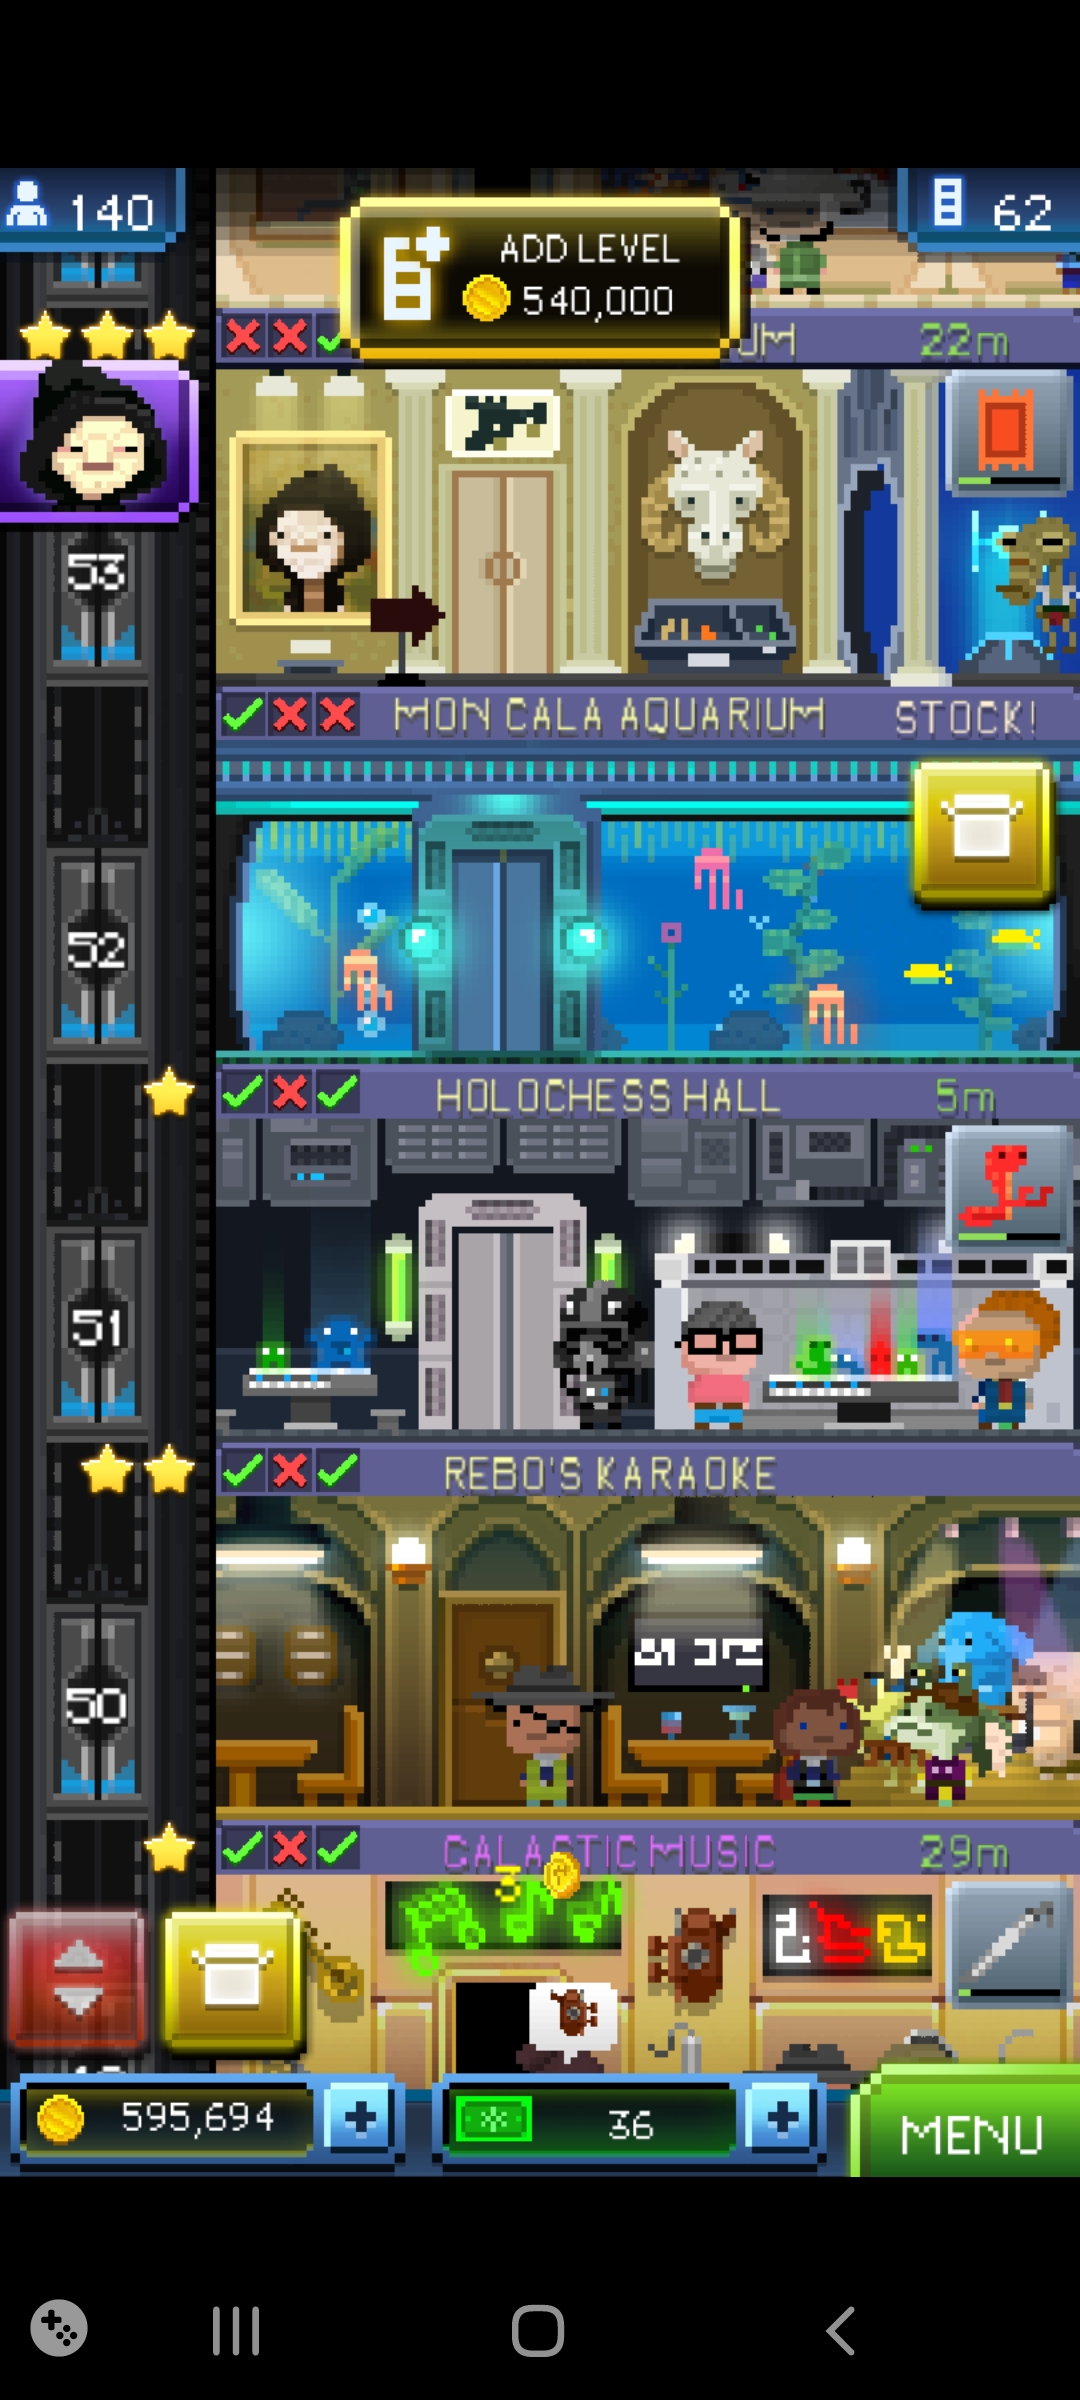 140
62
ADD LEVEL
540,000
UM 22m
53
MON CALA AQUARIUM STOCK!
52
HOLOCHESS HALL 5m
51
REBO'S KARAOKE
50
GALACTIC MUSIC 29m
3
595,694
36
MENU